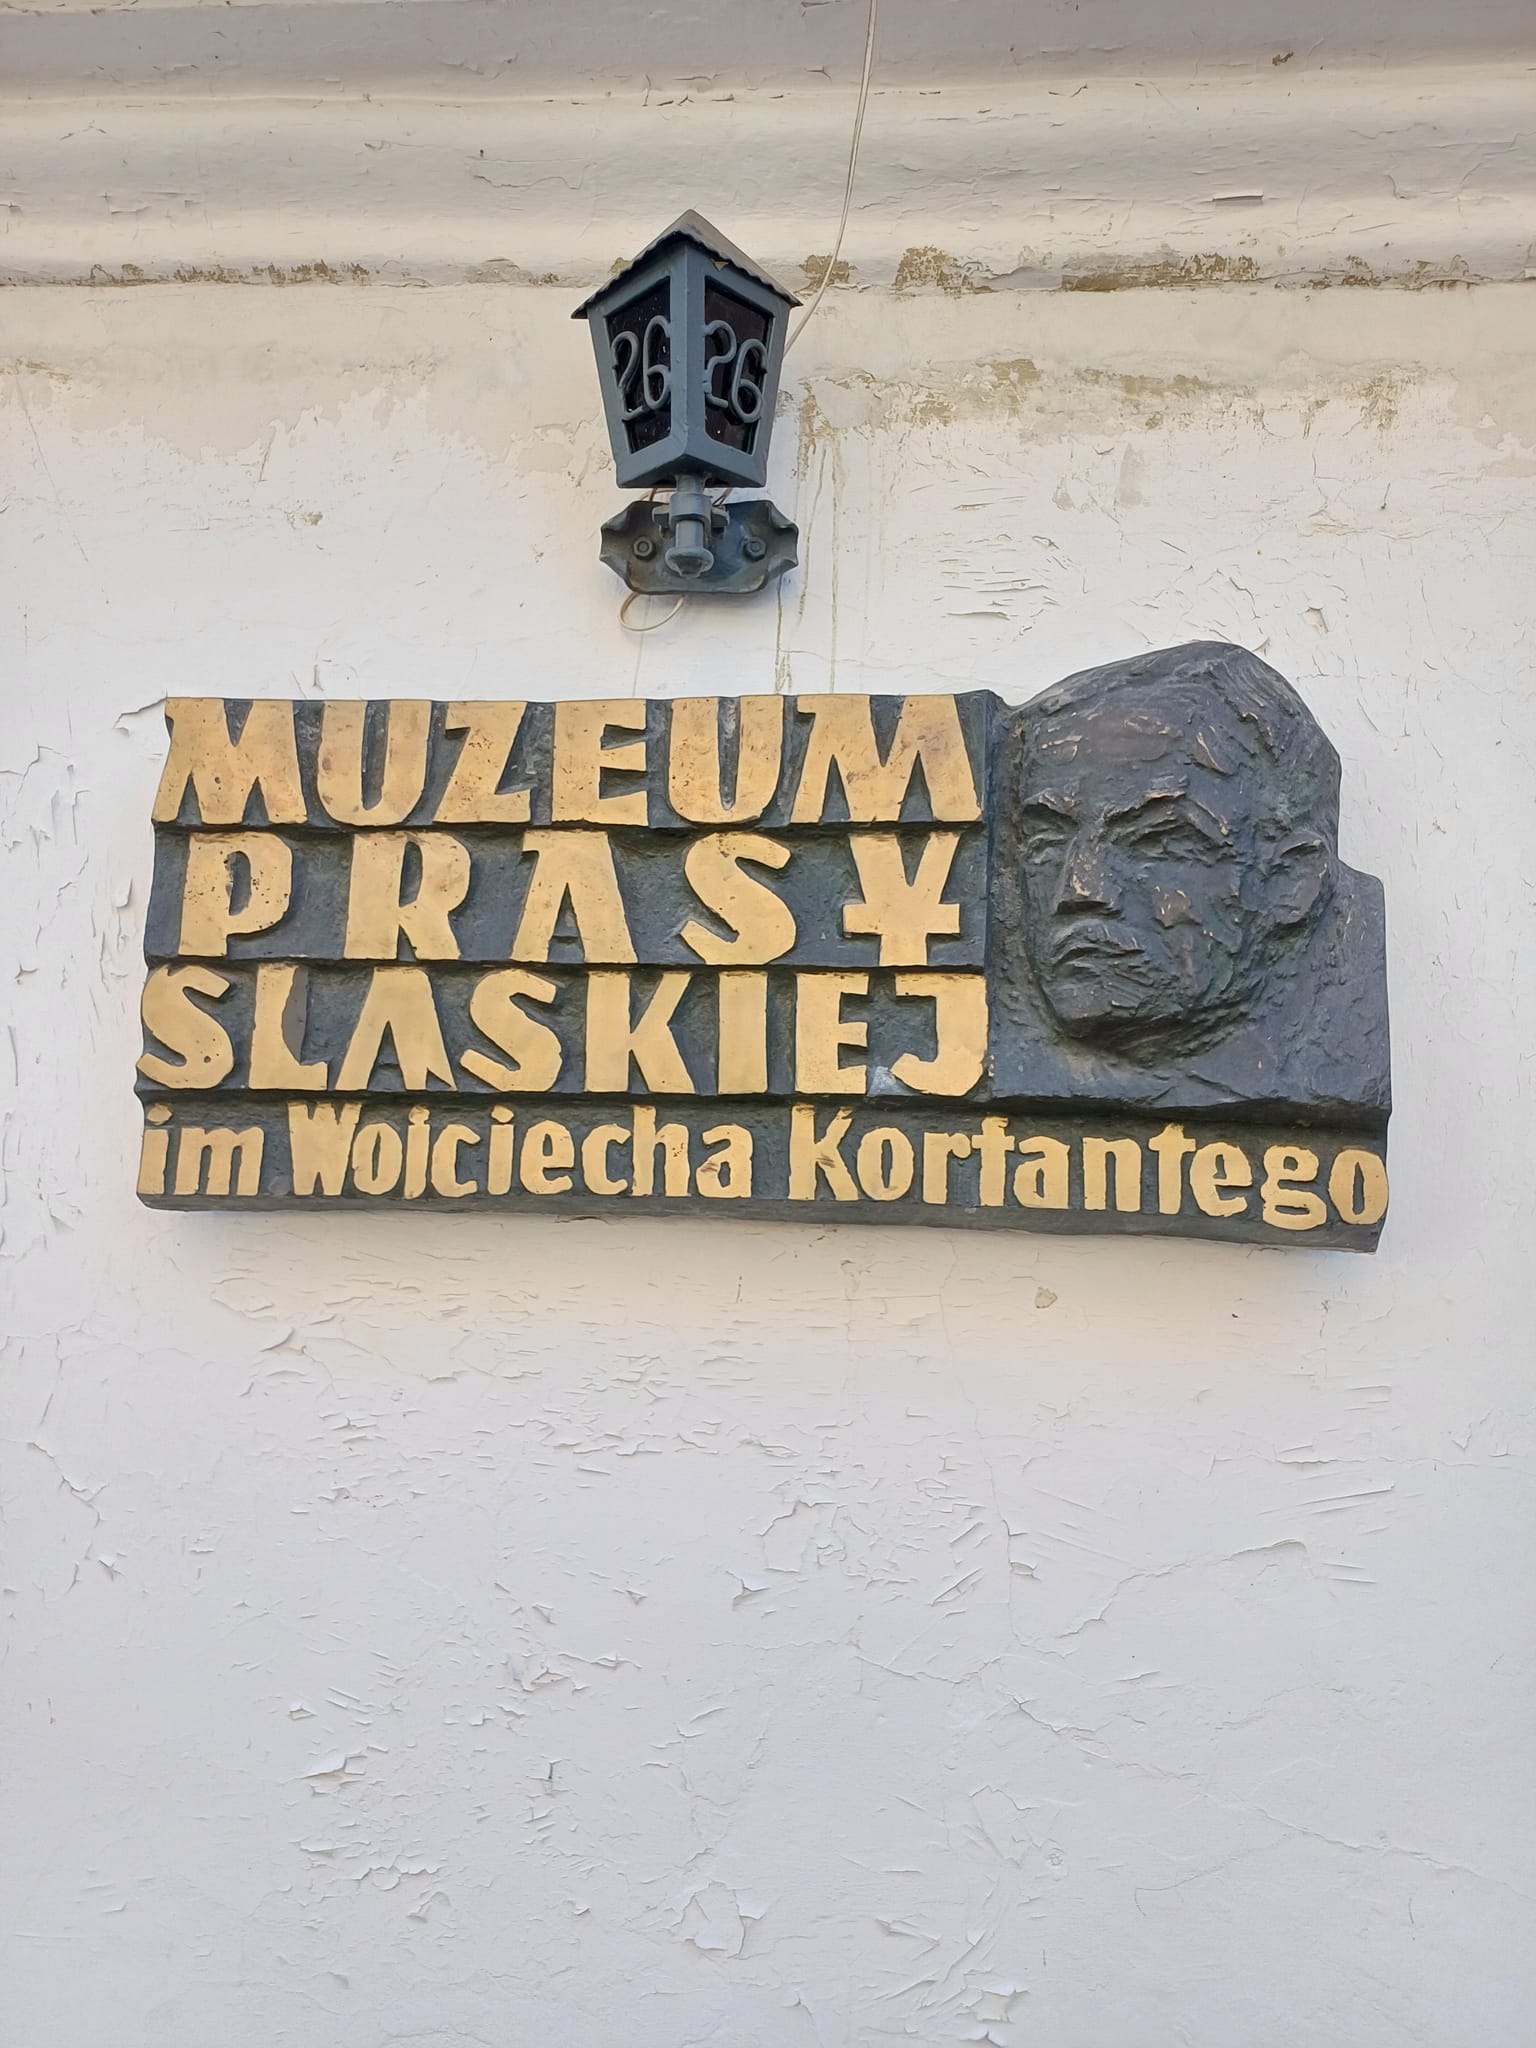 26 26
MUZEUM
PRASY
SLASKIEJ
im Wojciecha Korfantego